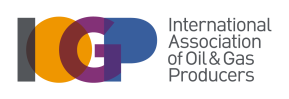 IOGP
International
Association
of Oil & Gas
Producers